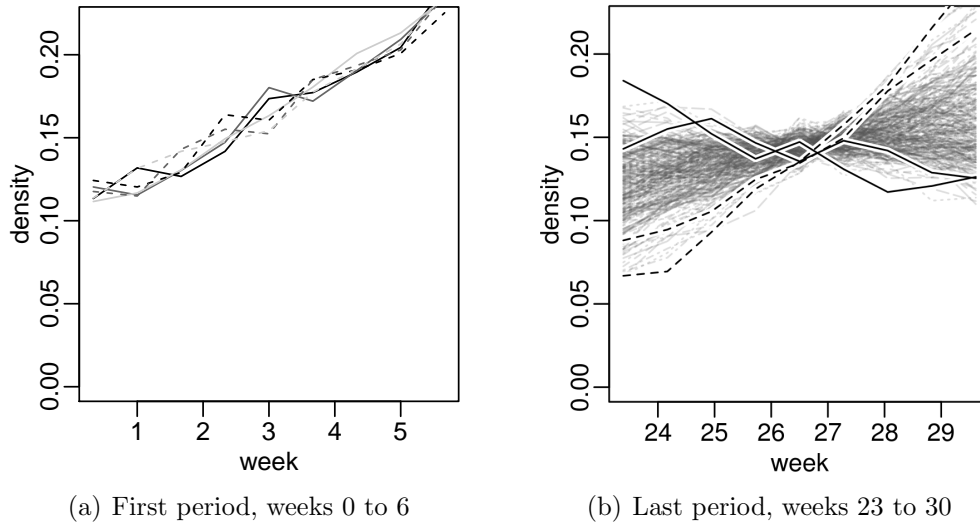 0.20
0.15
0.10
0.05
0.00
density
1 2 3 4 5
week
(a) First period, weeks 0 to 6
0.20
0.15
0.10
0.05
0.00
density
24 25 26 27 28 29
week
(b) Last period, weeks 23 to 30